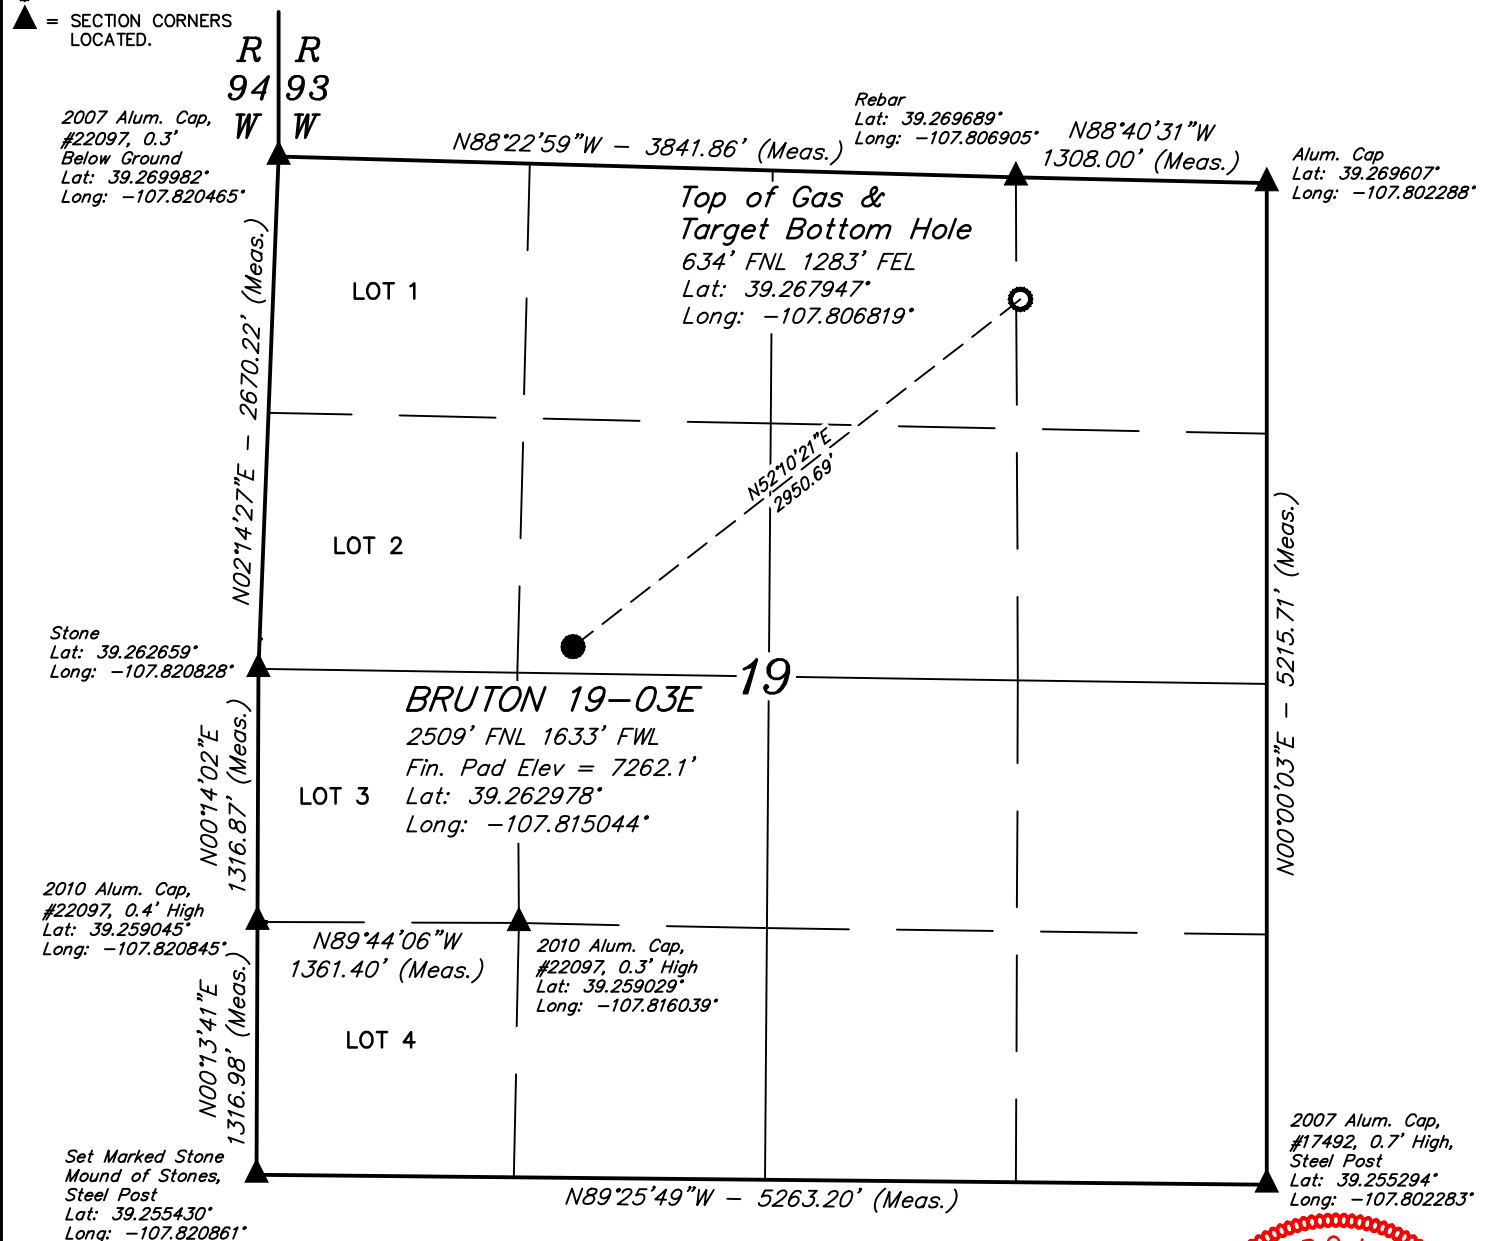 = SECTION CORNERS
LOCATED.
R R
94 93
W W
2007 Alum. Cap,
#22097, 0.3'
Below Ground
Lat: 39.269982°
Long: -107.820465°
N88°22'59"W - 3841.86' (Meas.)
Rebar
Lat: 39.269689°
Long: -107.806905°
N88°40'31"W
1308.00' (Meas.)
Alum. Cap
Lat: 39.269607°
Long: -107.802288°
Top of Gas &
Target Bottom Hole
634' FNL 1283' FEL
Lat: 39.267947°
Long: -107.806819°
LOT 1
N02°14'27"E - 2670.22' (Meas.)
N52°10'21"E
2950.69'
LOT 2
Stone
Lat: 39.262659°
Long: -107.820828°
19
BRUTON 19-03E
2509' FNL 1633' FWL
Fin. Pad Elev = 7262.1'
Lat: 39.262978°
Long: -107.815044°
LOT 3
N00°14'02"E
1316.87' (Meas.)
N00°00'03"E - 5215.71' (Meas.)
2010 Alum. Cap,
#22097, 0.4' High
Lat: 39.259045°
Long: -107.820845°
N89°44'06"W
1361.40' (Meas.)
2010 Alum. Cap,
#22097, 0.3' High
Lat: 39.259029°
Long: -107.816039°
LOT 4
N00°13'41"E
1316.98' (Meas.)
Set Marked Stone
Mound of Stones,
Steel Post
Lat: 39.255430°
Long: -107.820861°
N89°25'49"W - 5263.20' (Meas.)
2007 Alum. Cap,
#17492, 0.7' High,
Steel Post
Lat: 39.255294°
Long: -107.802283°